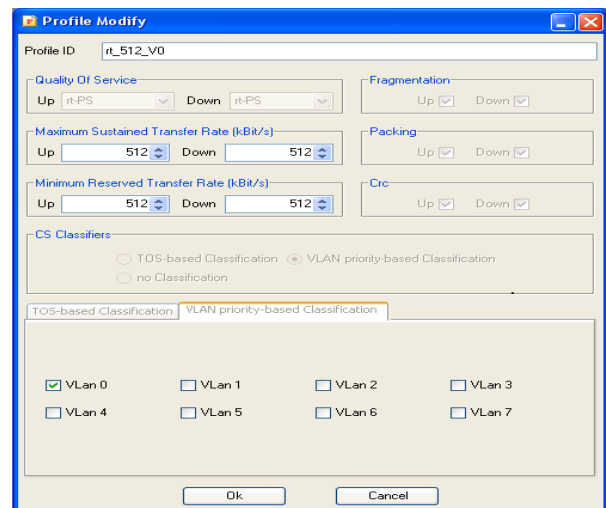 Profile Modify
Profile ID rt_512_V0
Quality Of Service Fragmentation
Up rt-PS Down rt-PS Up Down
Maximum Sustained Transfer Rate (kBit/s) Packing
Up 512 Down 512 Up Down
Minimum Reserved Transfer Rate (kBit/s) Crc
Up 512 Down 512 Up Down
CS Classifiers
TOS-based Classification VLAN priority-based Classification
no Classification
TOS-based Classification VLAN priority-based Classification
VLan 0 VLan 1 VLan 2 VLan 3
VLan 4 VLan 5 VLan 6 VLan 7
Ok Cancel